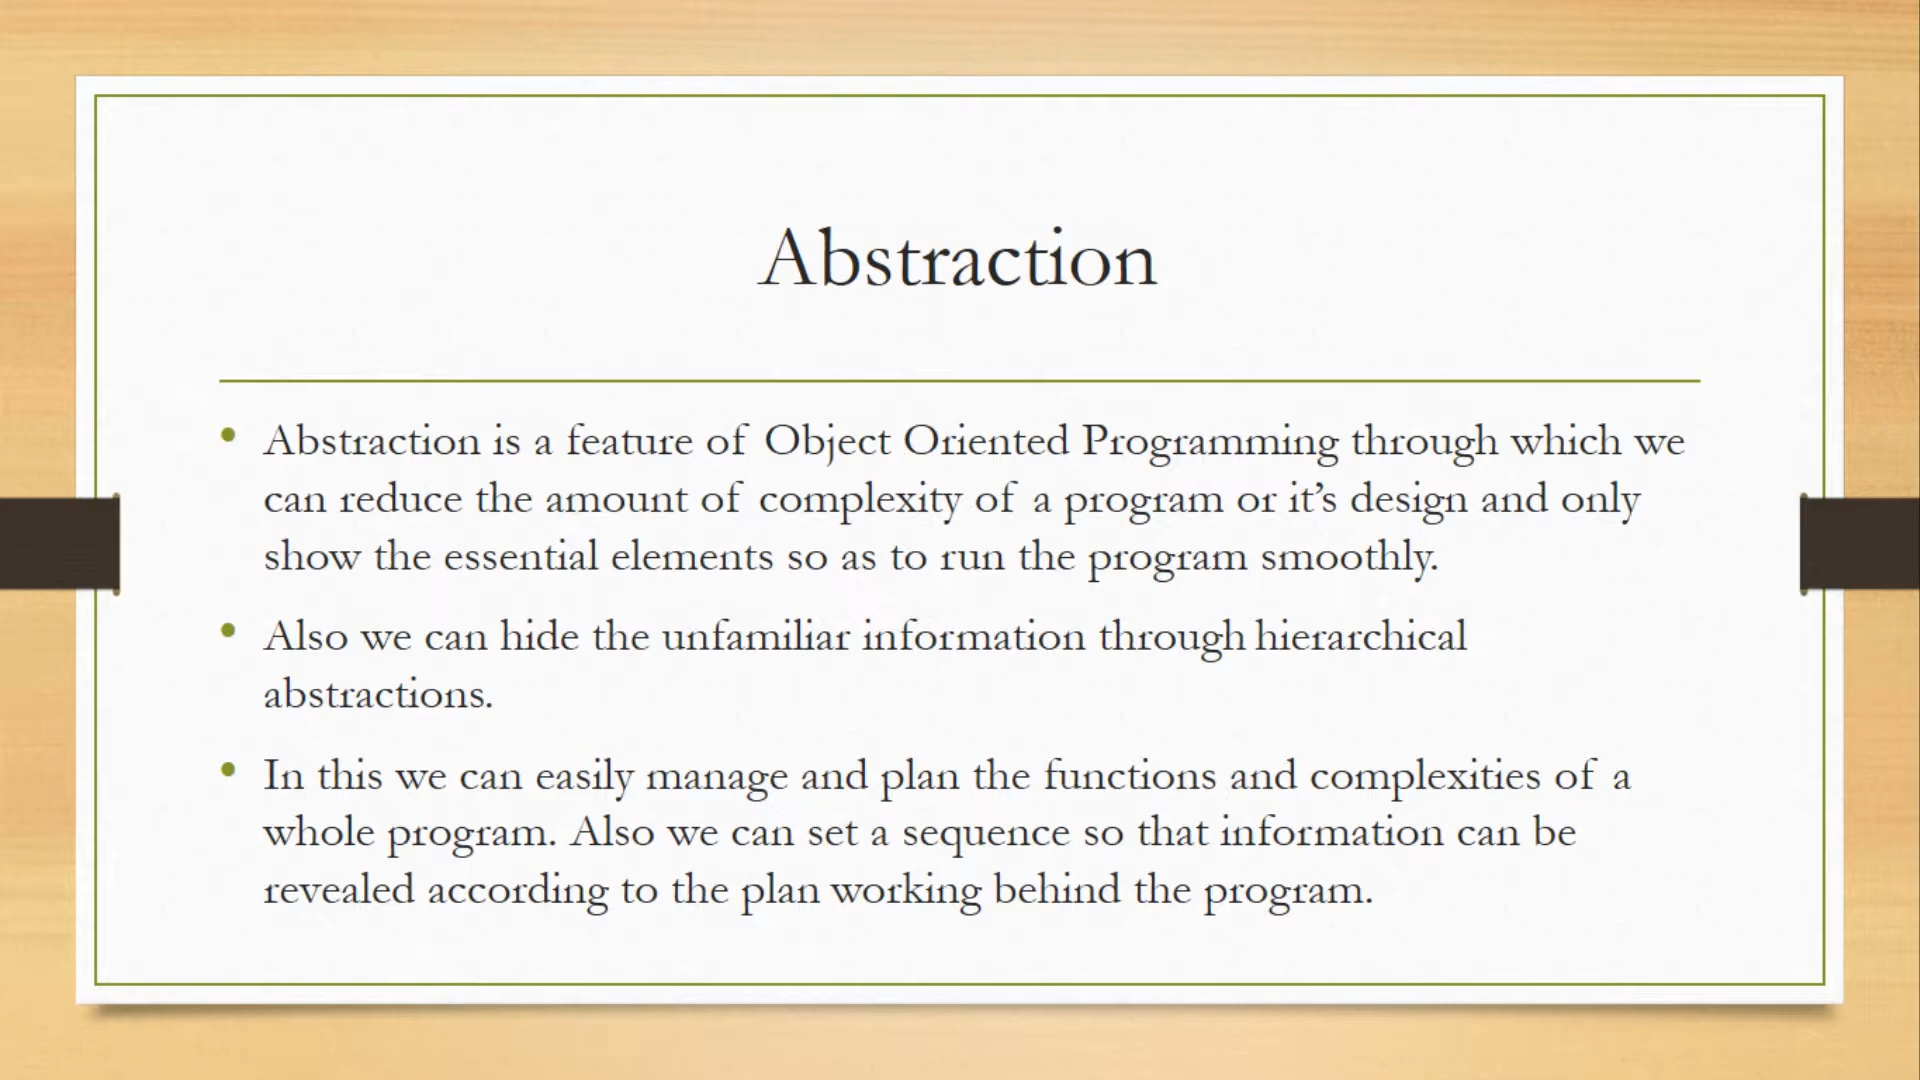 Abstraction
• Abstraction is a feature of Object Oriented Programming through which we
can reduce the amount of complexity of a program or it’s design and only
show the essential elements so as to run the program smoothly.
• Also we can hide the unfamiliar information through hierarchical
abstractions.
• In this we can easily manage and plan the functions and complexities of a
whole program. Also we can set a sequence so that information can be
revealed according to the plan working behind the program.